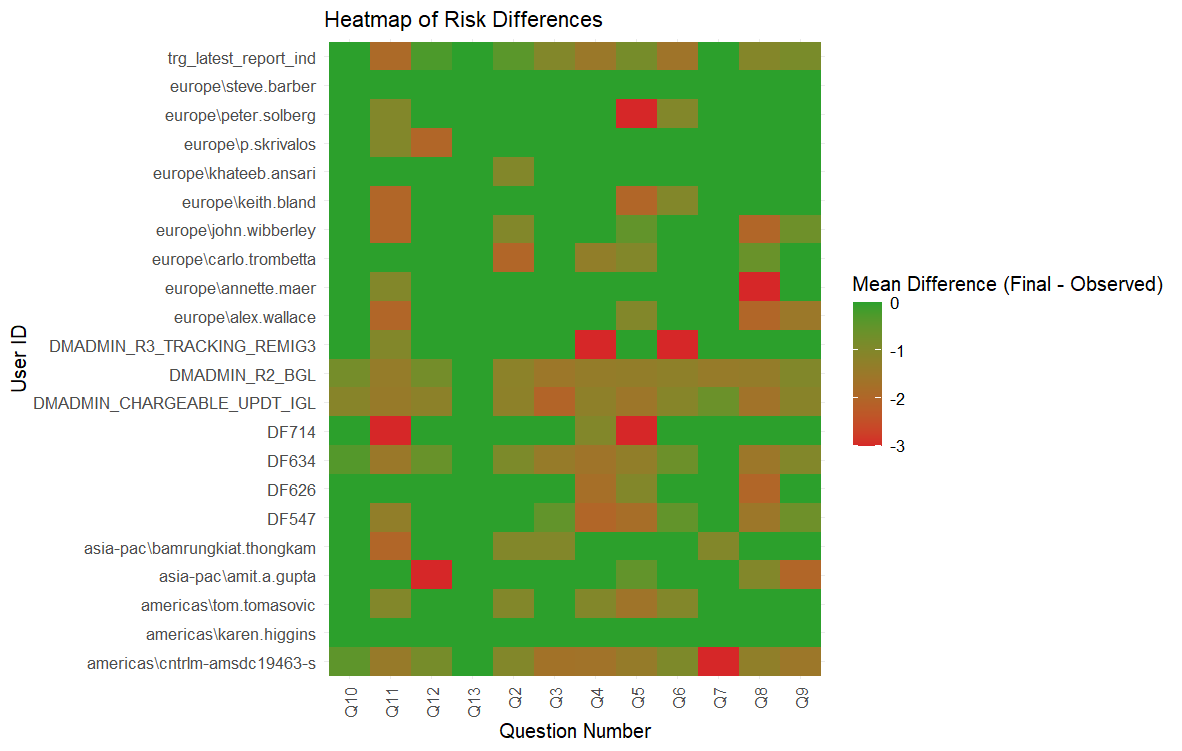 Heatmap of Risk Differences
trg_latest_report_ind
europe\steve.barber
europe\peter.solberg
europe\p.skrivalos
europe\khateeb.ansari
europe\keith.bland
europe\john.wibberley
europe\carlo.trombetta
europe\annette.maer
europe\alex.wallace
DMADMIN_R3_TRACKING_REMIG3
DMADMIN_R2_BGL
DMADMIN_CHARGEABLE_UPDT_IGL
DF714
DF634
DF626
DF547
asia-pac\bamrungkiat.thongkam
asia-pac\amit.a.gupta
americas\tom.tomasovic
americas\karen.higgins
americas\cntrlm-amsdc19463-s
User ID
Q10
Q11
Q12
Q13
Q2
Q3
Q4
Q5
Q6
Q7
Q8
Q9
Question Number
Mean Difference (Final - Observed)
0
-1
-2
-3